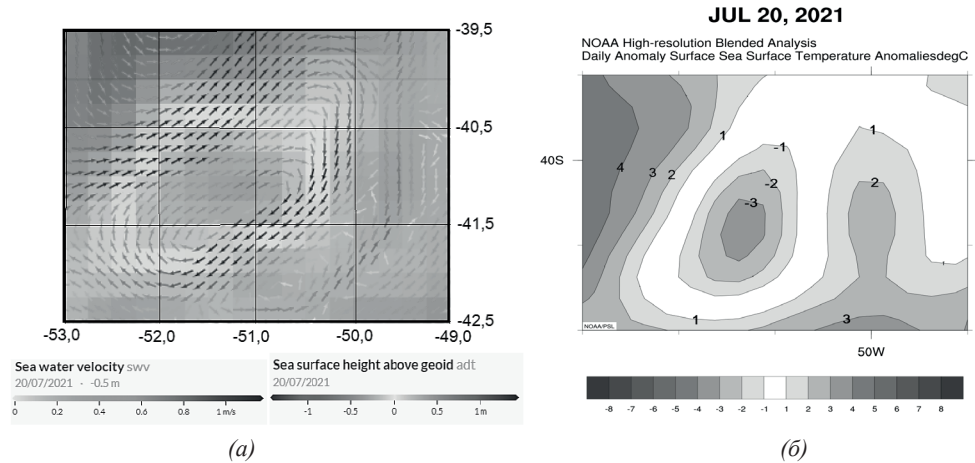 -39,5
-40,5
-41,5
-42,5
-53,0 -52,0 -51,0 -50,0 -49,0
Sea water velocity swv
20/07/2021 · -0.5 m
0 0.2 0.4 0.6 0.8 1 m/s
Sea surface height above geoid adt
20/07/2021
-1 -0.5 0 0.5 1 m
(а)
JUL 20, 2021
NOAA High-resolution Blended Analysis
Daily Anomaly Surface Sea Surface Temperature AnomaliesdegC
40S
4 3 2 1 -1 -2 -3 1 2
1 3
NOAA/PSL
50W
-8 -7 -6 -5 -4 -3 -2 -1 1 2 3 4 5 6 7 8
(б)